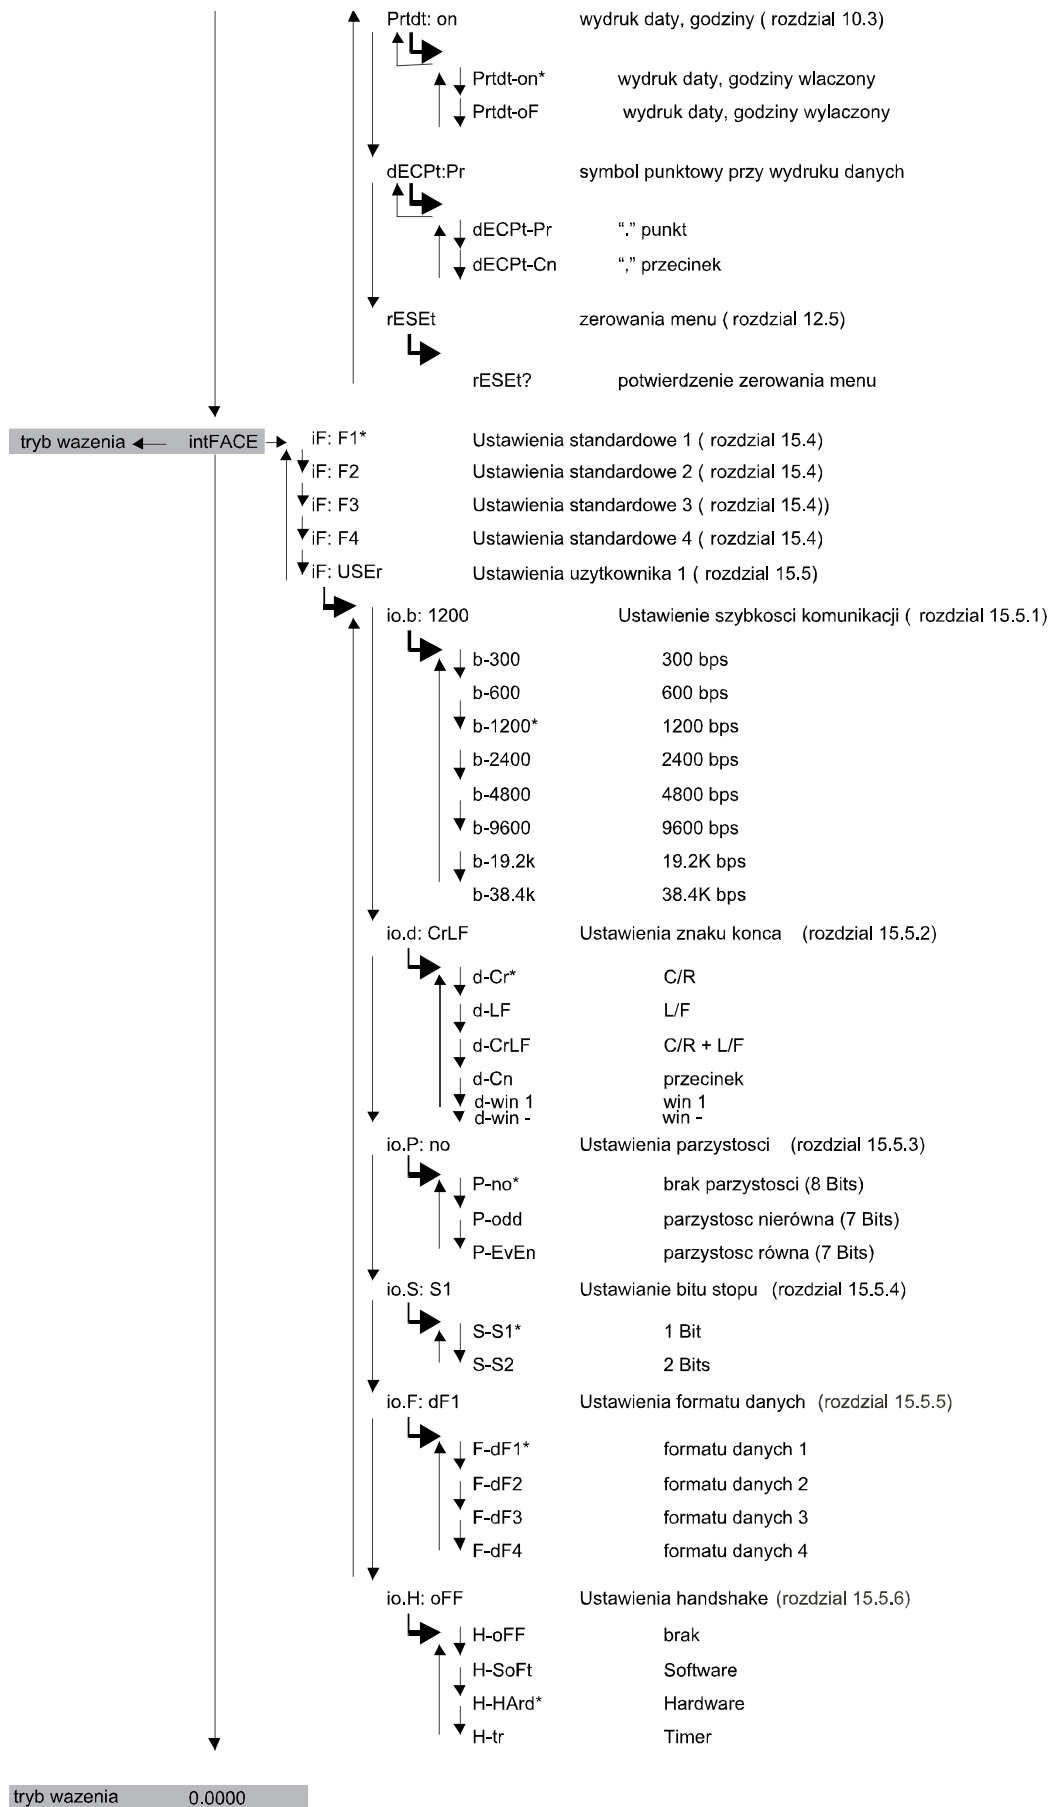 Prtdt: on wydruk daty, godziny ( rozdzial 10.3)
Prtdt-on* wydruk daty, godziny wlaczony
Prtdt-oF wydruk daty, godziny wylaczony
dECPt:Pr symbol punktowy przy wydruku danych
dECPt-Pr “.” punkt
dECPt-Cn “,” przecinek
rESEt zerowania menu ( rozdzial 12.5)
rESEt? potwierdzenie zerowania menu
tryb wazenia intFACE iF: F1* Ustawienia standardowe 1 ( rozdzial 15.4)
iF: F2 Ustawienia standardowe 2 ( rozdzial 15.4)
iF: F3 Ustawienia standardowe 3 ( rozdzial 15.4))
iF: F4 Ustawienia standardowe 4 ( rozdzial 15.4)
iF: USEr Ustawienia uzytkownika 1 ( rozdzial 15.5)
io.b: 1200 Ustawienie szybkosci komunikacji ( rozdzial 15.5.1)
b-300 300 bps
b-600 600 bps
b-1200* 1200 bps
b-2400 2400 bps
b-4800 4800 bps
b-9600 9600 bps
b-19.2k 19.2K bps
b-38.4k 38.4K bps
io.d: CrLF Ustawienia znaku konca (rozdzial 15.5.2)
d-Cr* C/R
d-LF L/F
d-CrLF C/R + L/F
d-Cn przecinek
d-win 1 win 1
d-win - win -
io.P: no Ustawienia parzystosci (rozdzial 15.5.3)
P-no* brak parzystosci (8 Bits)
P-odd parzystosc nierówna (7 Bits)
P-EvEn parzystosc równa (7 Bits)
io.S: S1 Ustawianie bitu stopu (rozdzial 15.5.4)
S-S1* 1 Bit
S-S2 2 Bits
io.F: dF1 Ustawienia formatu danych (rozdzial 15.5.5)
F-dF1* formatu danych 1
F-dF2 formatu danych 2
F-dF3 formatu danych 3
F-dF4 formatu danych 4
io.H: oFF Ustawienia handshake (rozdzial 15.5.6)
H-oFF brak
H-SoFt Software
H-HArd* Hardware
H-tr Timer
tryb wazenia 0.0000